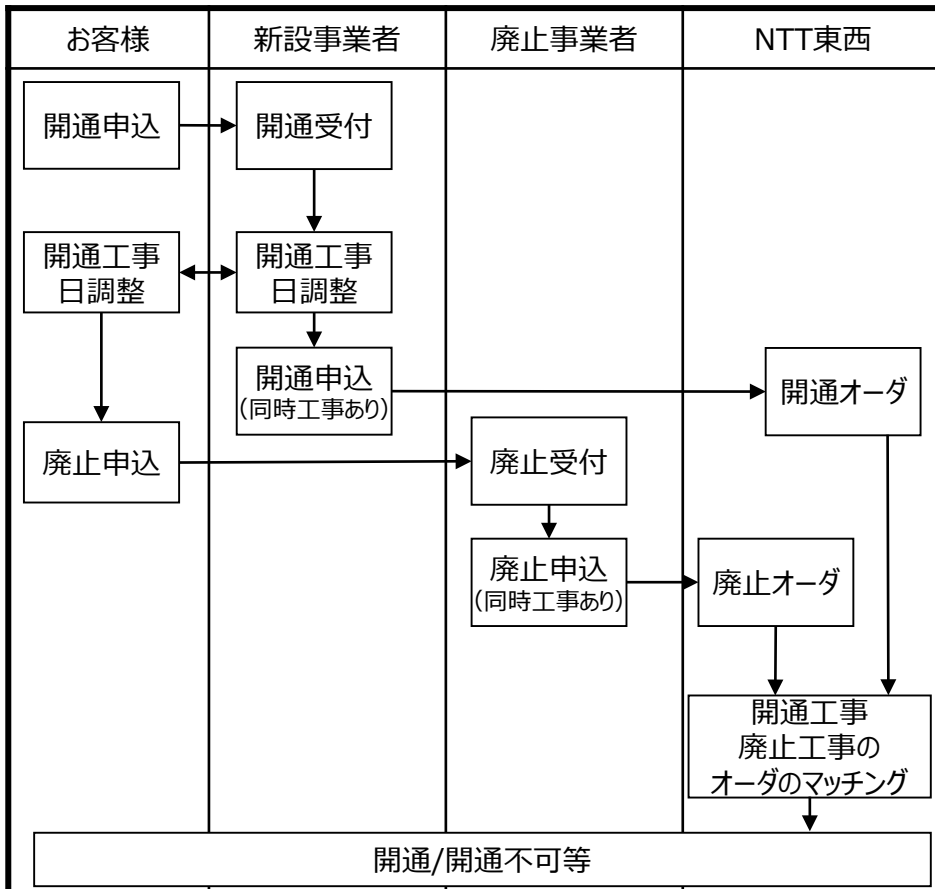 お客様
新設事業者
廃止事業者
NTT東西
開通申込
開通受付
開通工事
日調整
開通工事
日調整
開通申込
(同時工事あり)
開通オーダ
廃止申込
廃止受付
廃止申込
(同時工事あり)
廃止オーダ
開通工事
廃止工事の
オーダのマッチング
開通/開通不可等